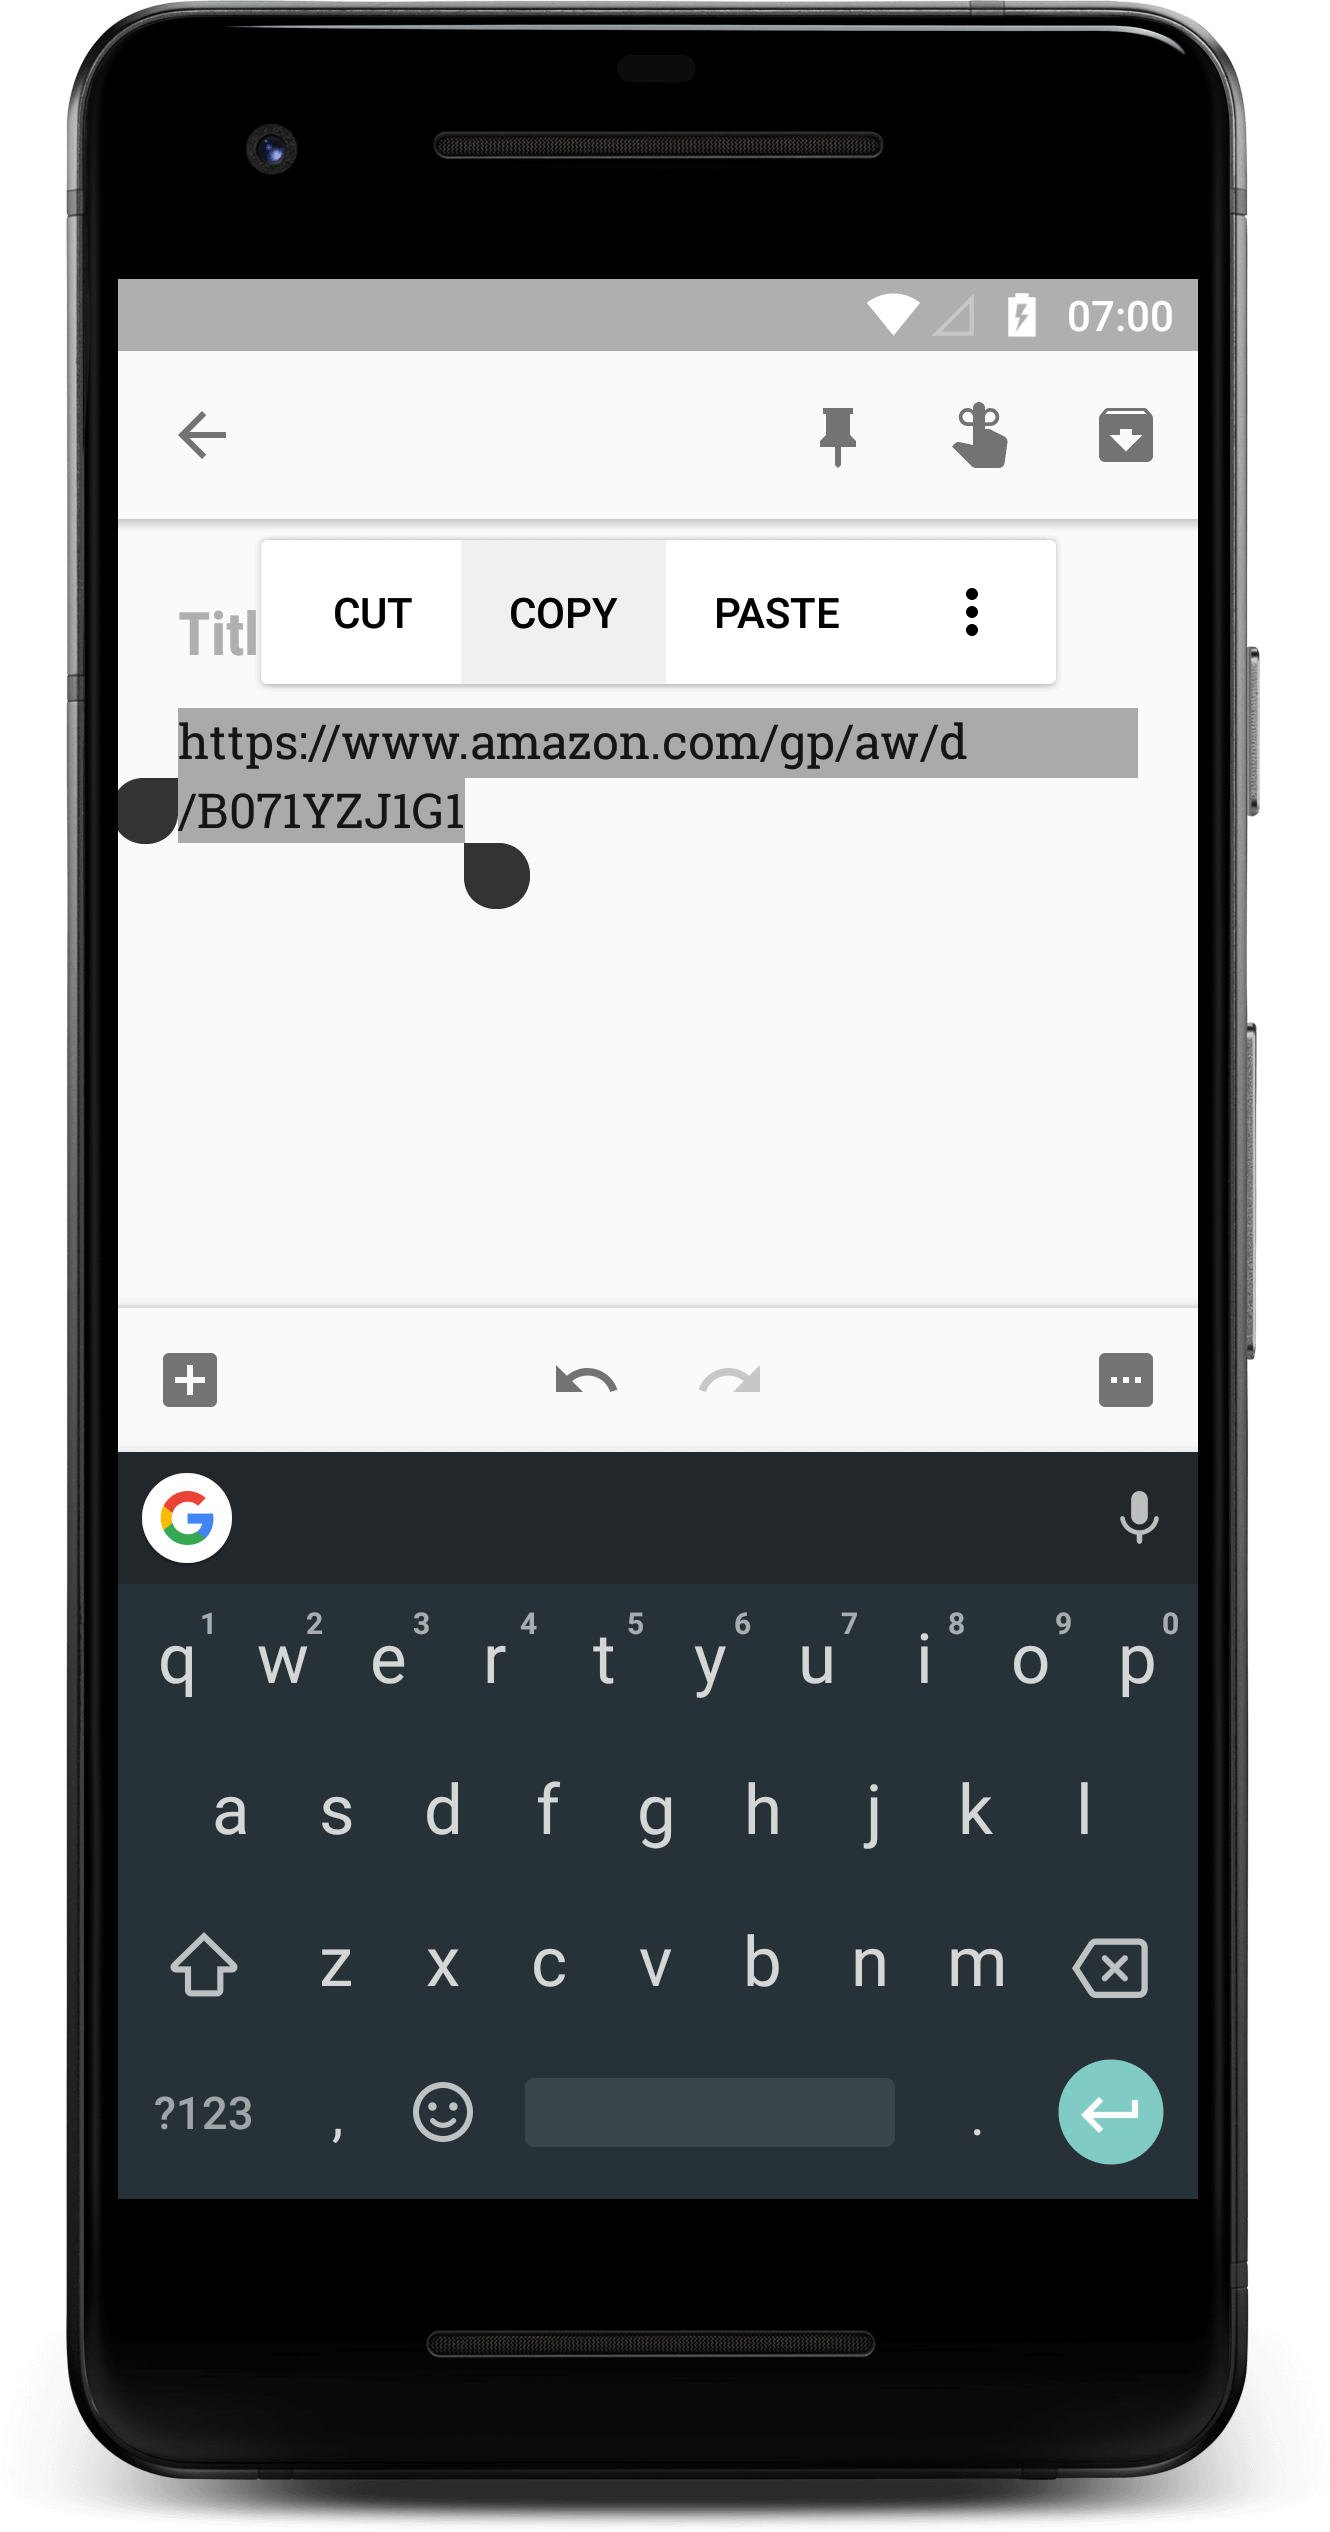 07:00
CUT COPY PASTE
Titl
https://www.amazon.com/gp/aw/d
/B071YZJ1G1
1 2 3 4 5 6 7 8 9 0
q w e r t y u i o p
a s d f g h j k l
z x c v b n m
?123 , .